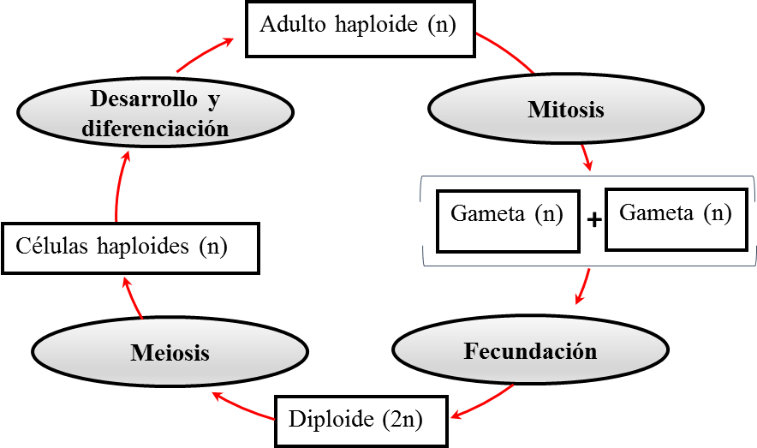 Adulto haploide (n)
Mitosis
Gameta (n) + Gameta (n)
Fecundación
Diploide (2n)
Meiosis
Células haploides (n)
Desarrollo y
diferenciación